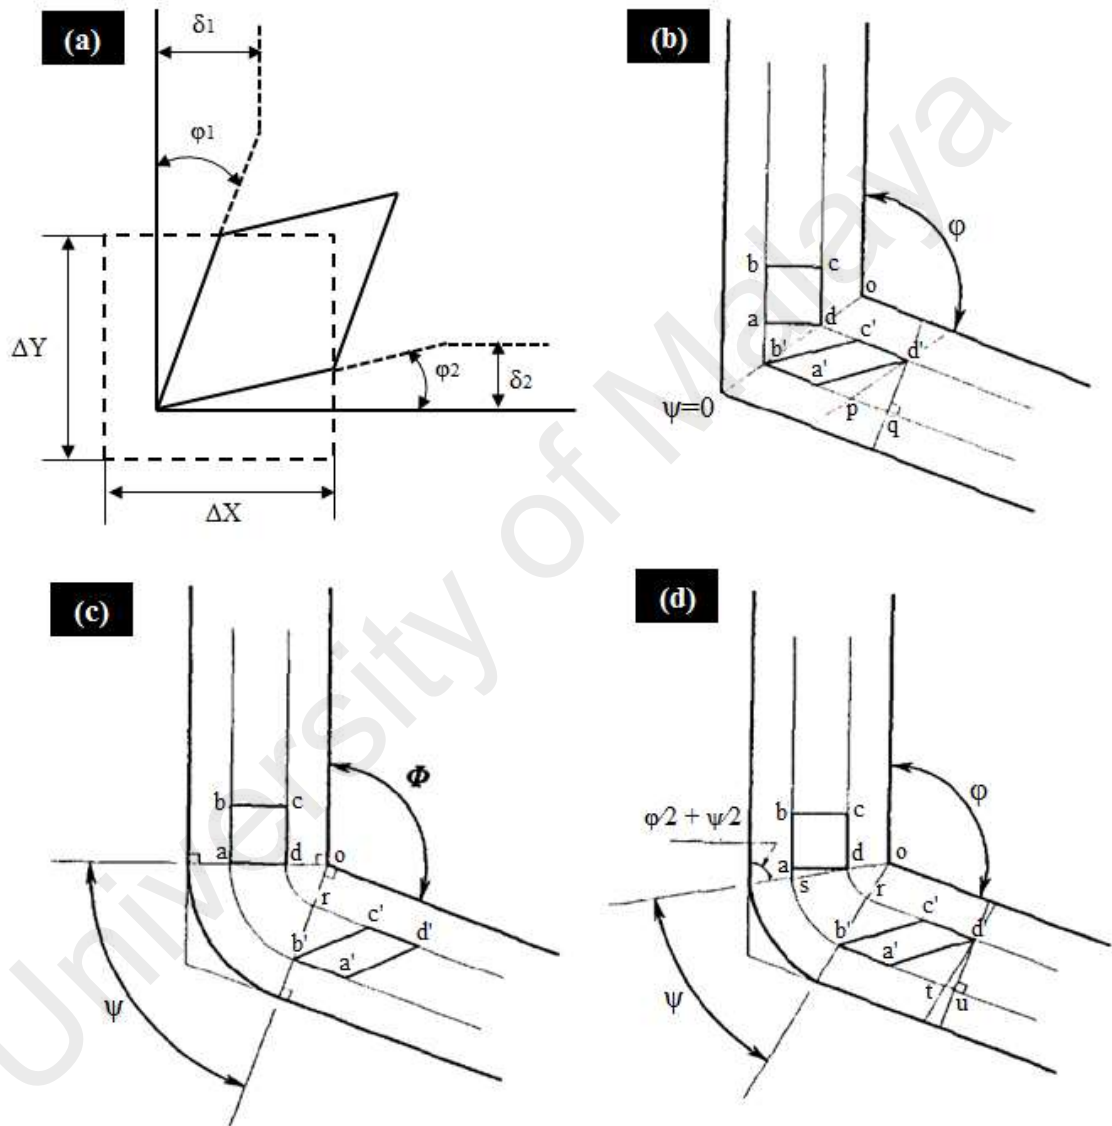 (a)
δ1
φ1
ΔY
φ2
δ2
ΔX
(b)
φ
b c
o
a d
c'
b' d'
a'
p
q
ψ=0
(c)
Φ
b c
a d o
r
c'
b' d'
a'
ψ
(d)
φ
b c
φ⁄2 + ψ⁄2
a d o
s r
c'
b' d'
a'
t u
ψ
University of Malaya